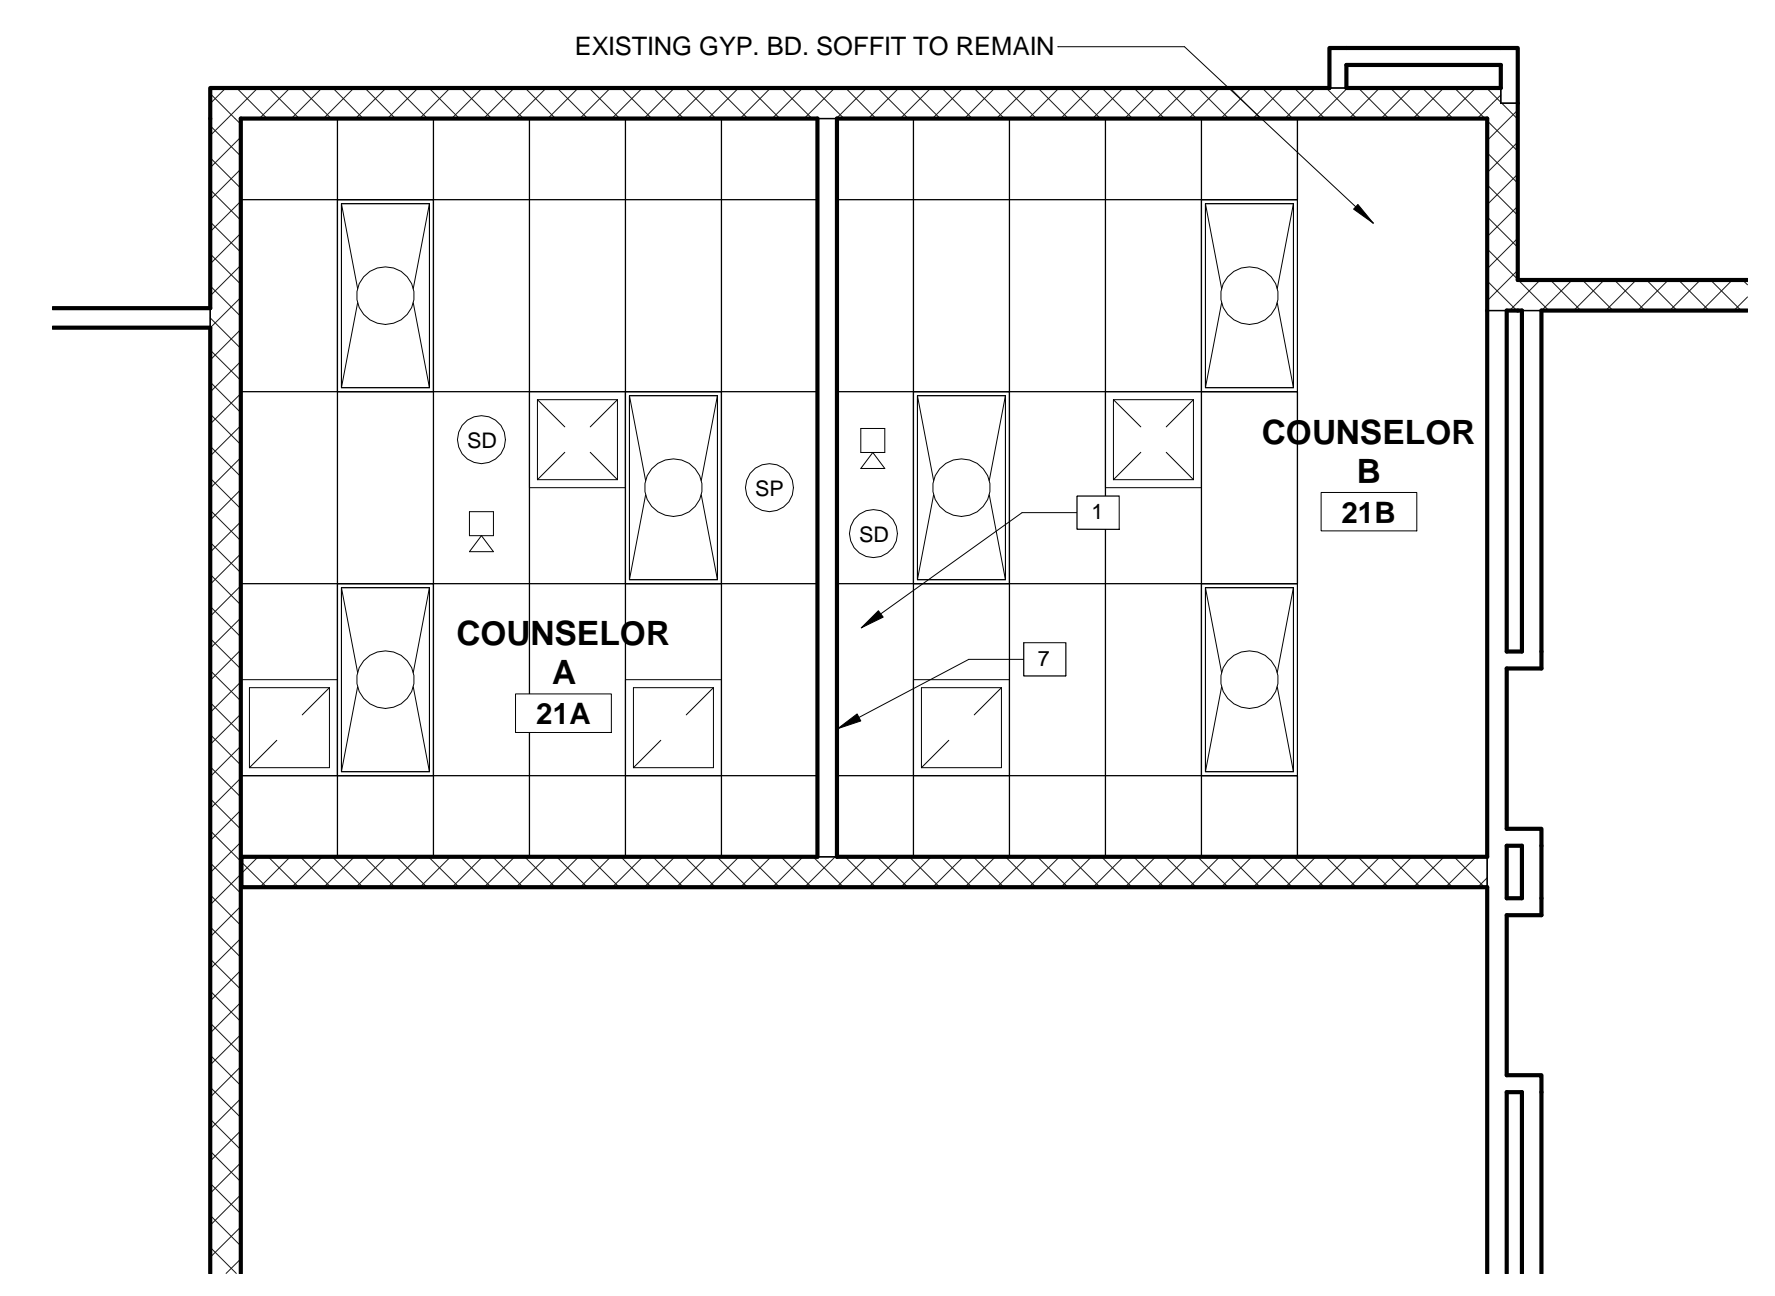 EXISTING GYP. BD. SOFFIT TO REMAIN
COUNSELOR
B
21B
SD
SP
1
SD
7
COUNSELOR
A
21A